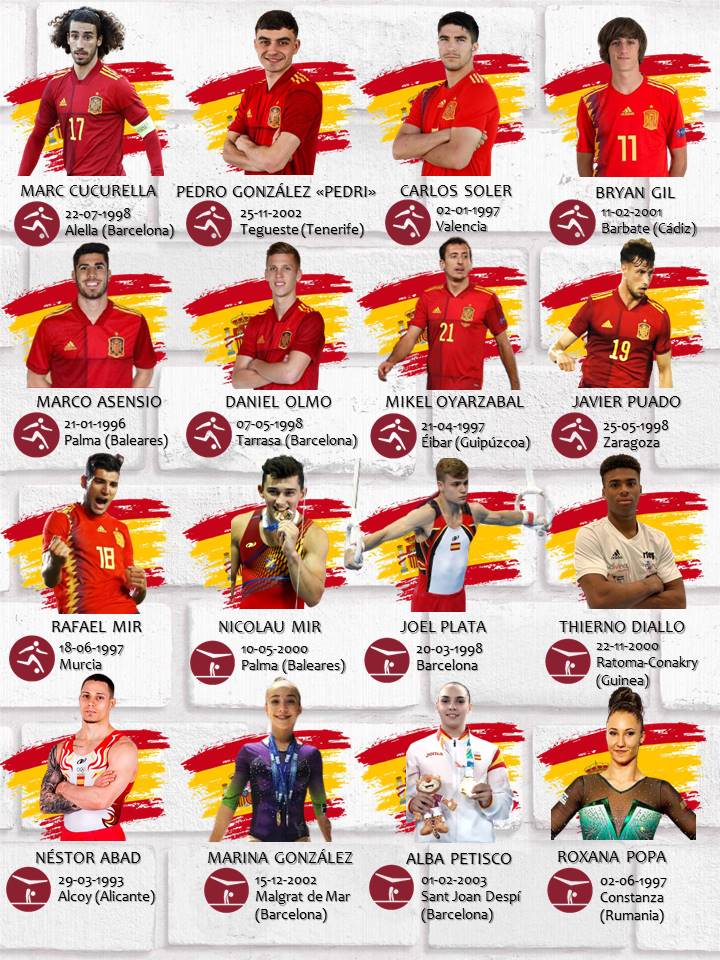 17
11
MARC CUCURELLA
22-07-1998
Alella (Barcelona)
PEDRO GONZÁLEZ «PEDRI»
25-11-2002
Tegueste (Tenerife)
CARLOS SOLER
02-01-1997
Valencia
BRYAN GIL
11-02-2001
Barbate (Cádiz)
21
19
MARCO ASENSIO
21-01-1996
Palma (Baleares)
DANIEL OLMO
07-05-1998
Tarrasa (Barcelona)
MIKEL OYARZABAL
21-04-1997
Éibar (Guipúzcoa)
JAVIER PUADO
25-05-1998
Zaragoza
18
RAFAEL MIR
18-06-1997
Murcia
NICOLAU MIR
10-05-2000
Palma (Baleares)
JOEL PLATA
20-03-1998
Barcelona
THIERNO DIALLO
22-11-2000
Ratoma-Conakry
(Guinea)
NÉSTOR ABAD
29-03-1993
Alcoy (Alicante)
MARINA GONZÁLEZ
15-12-2002
Malgrat de Mar
(Barcelona)
ALBA PETISCO
01-02-2003
Sant Joan Despí
(Barcelona)
ROXANA POPA
02-06-1997
Constanza
(Rumania)